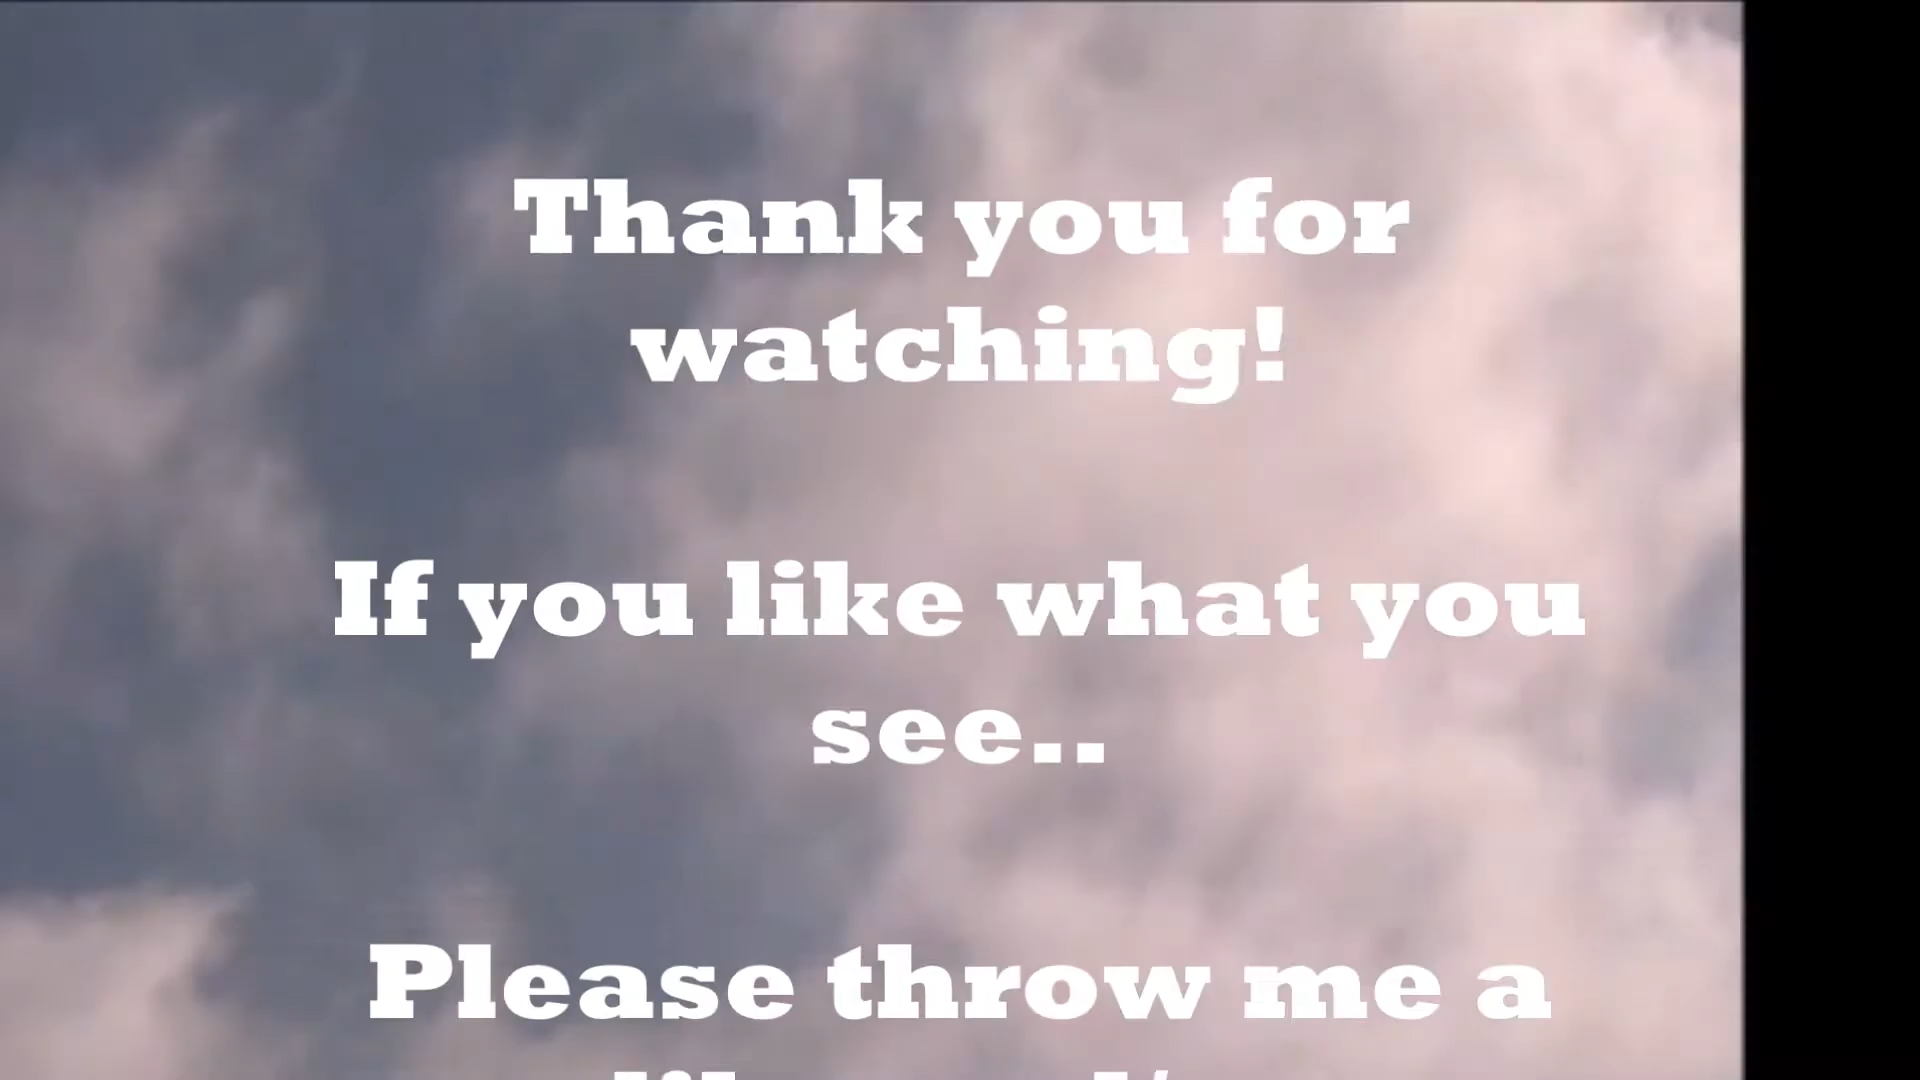 Thank you for
watching!
If you like what you
see..
Please throw me a